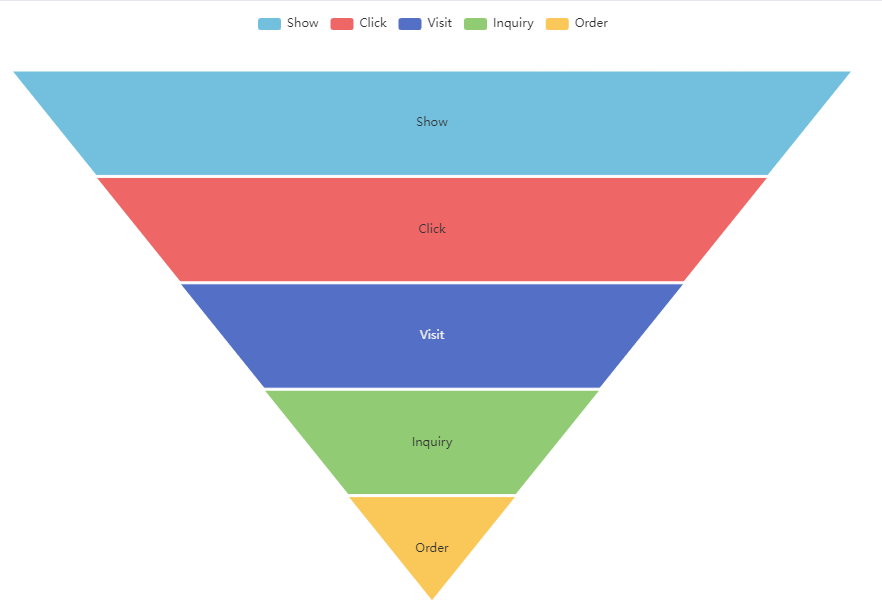 Show Click Visit Inquiry Order
Show
Click
Visit
Inquiry
Order